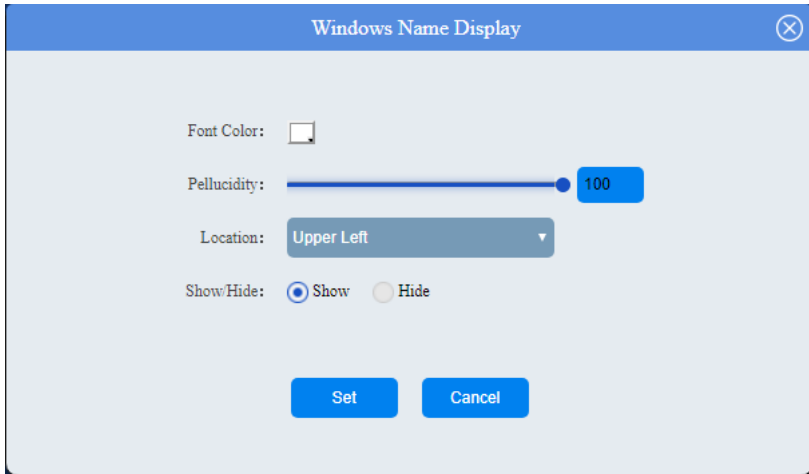 Windows Name Display
Font Color:
Pellucidity: 100
Location: Upper Left
Show/Hide: Show Hide
Set Cancel